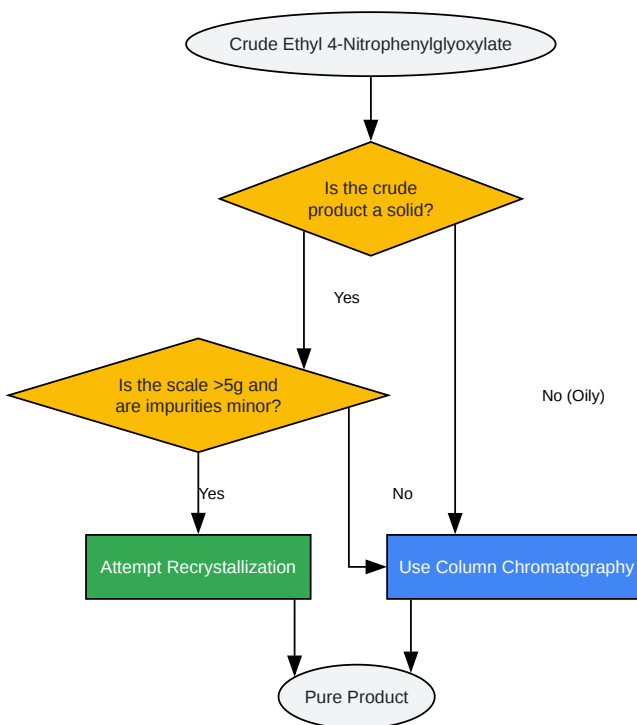 Crude Ethyl 4-Nitrophenylglyoxylate
Is the crude
product a solid?
Yes
Is the scale >5g and
are impurities minor?
No (Oily)
Yes
No
Attempt Recrystallization
Use Column Chromatography
Pure Product